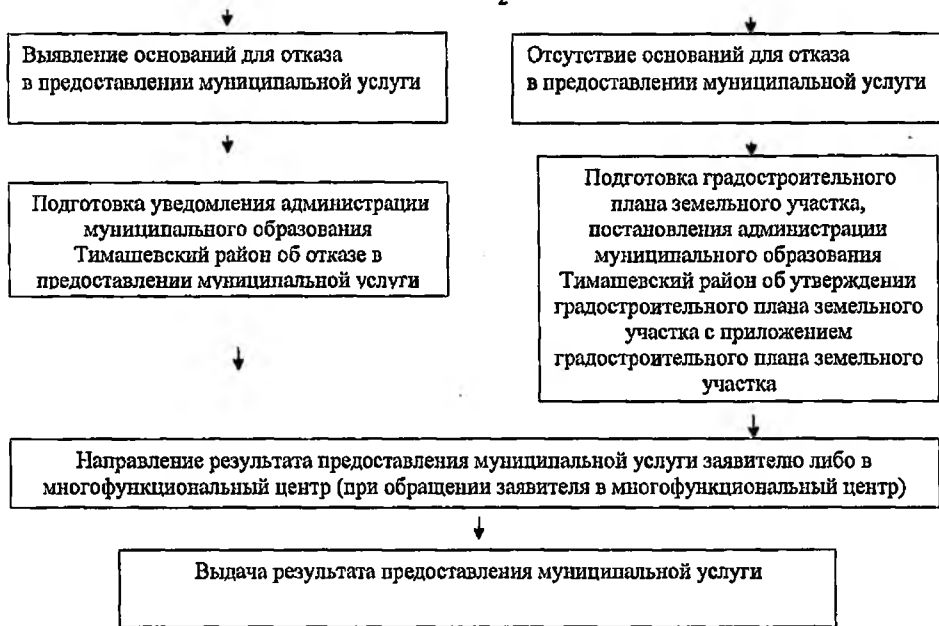 2
Выявление оснований для отказа
в предоставлении муниципальной услуги
Отсутствие оснований для отказа
в предоставлении муниципальной услуги
Подготовка уведомления администрации
муниципального образования
Тимашевский район об отказе в
предоставлении муниципальной услуги
Подготовка градостроительного
плана земельного участка,
постановления администрации
муниципального образования
Тимашевский район об утверждении
градостроительного плана земельного
участка с приложением
градостроительного плана земельного
участка
Направление результата предоставления муниципальной услуги заявителю либо в
многофункциональный центр (при обращении заявителя в многофункциональный центр)
Выдача результата предоставления муниципальной услуги